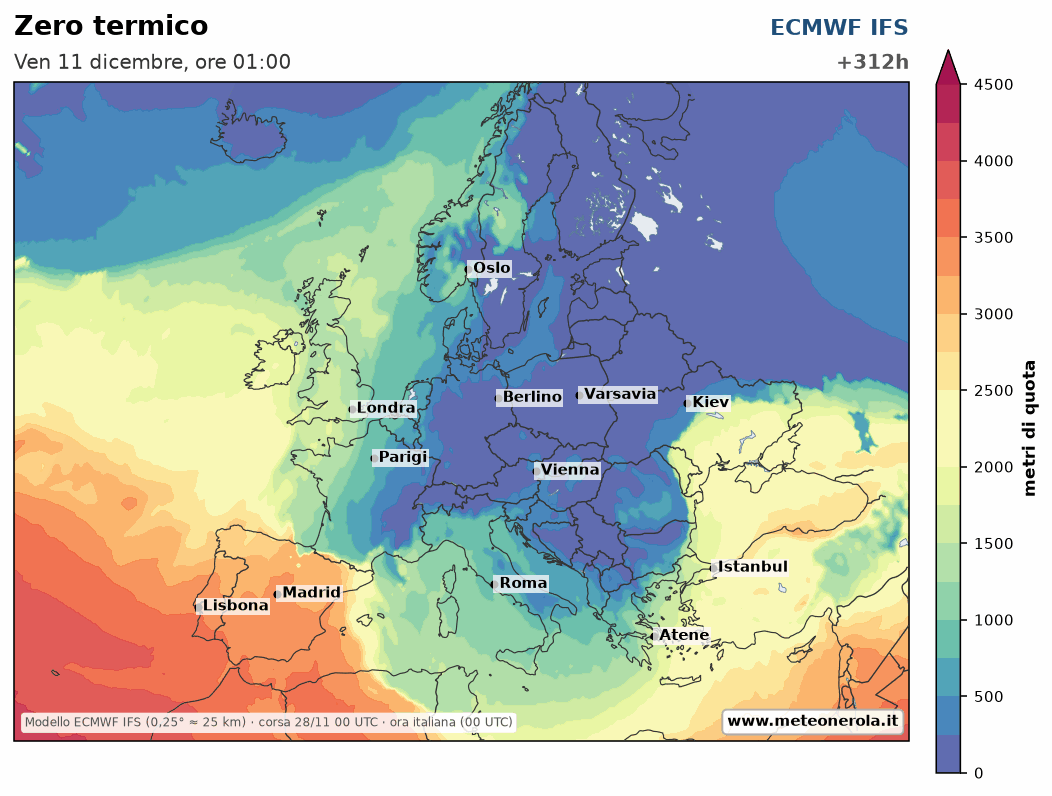 Zero termico
ECMWF IFS
Ven 11 dicembre, ore 01:00
+312h
4500
4000
3500
3000
2500
2000
1500
1000
500
0
metri di quota
Oslo
Berlino
Varsavia
Kiev
Londra
Parigi
Vienna
Istanbul
Roma
Madrid
Lisbona
Atene
Modello ECMWF IFS (0,25° ≈ 25 km) · corsa 28/11 00 UTC · ora italiana (00 UTC)
www.meteonerola.it